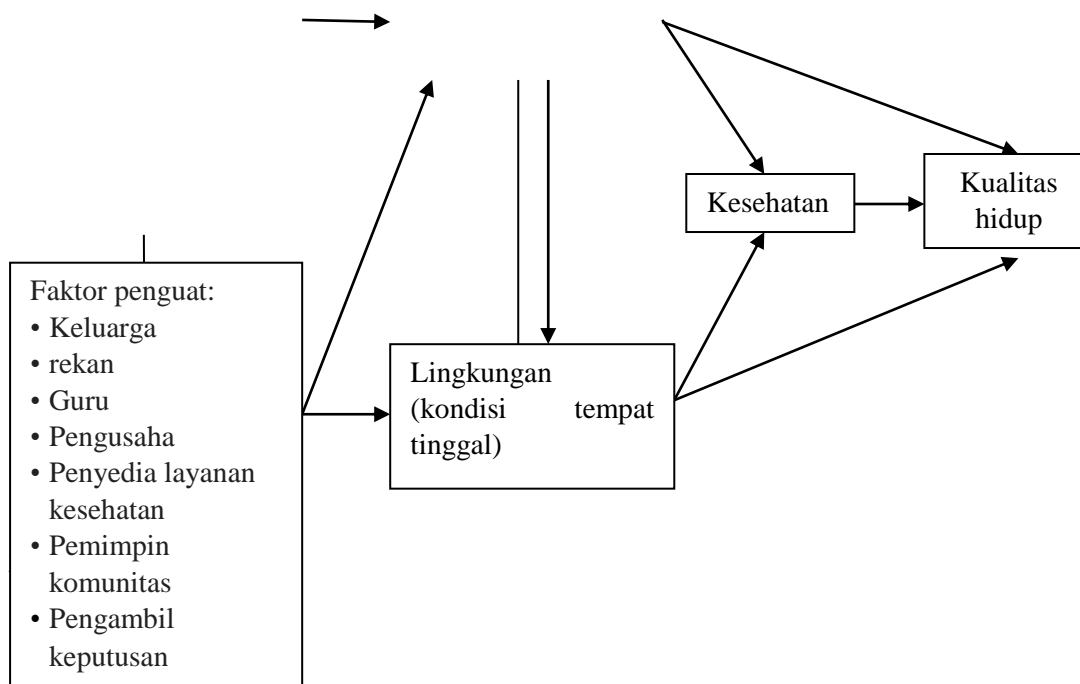 Kesehatan
Kualitas
hidup
Faktor penguat:
• Keluarga
• rekan
• Guru
• Pengusaha
• Penyedia layanan
kesehatan
• Pemimpin
komunitas
• Pengambil
keputusan
Lingkungan
(kondisi tempat
tinggal)